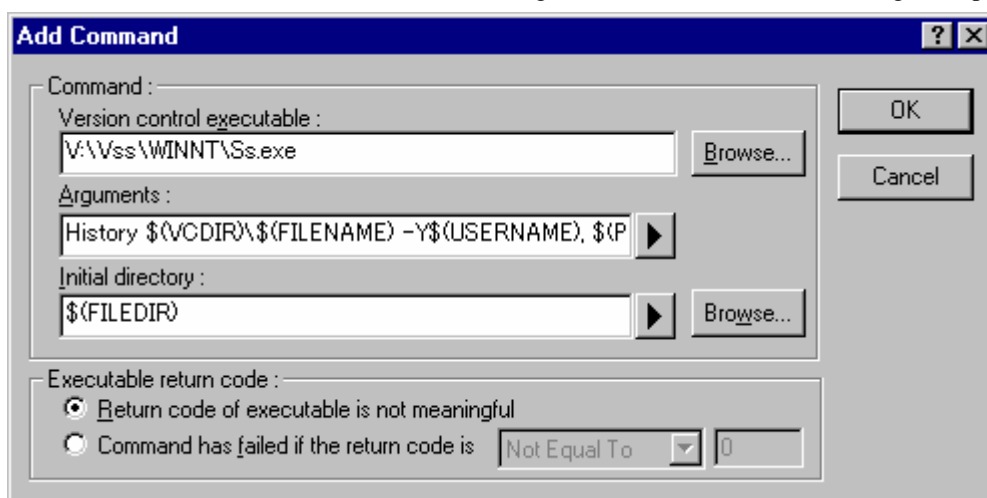 Add Command
Command :
Version control executable :
V:\Vss\WINNT\Ss.exe
Browse...
OK
Cancel
Arguments :
History $(VCDIR)\$(FILENAME) -Y$(USERNAME), $(P
Initial directory :
$(FILEDIR)
Browse...
Executable return code :
Return code of executable is not meaningful
Command has failed if the return code is Not Equal To 0